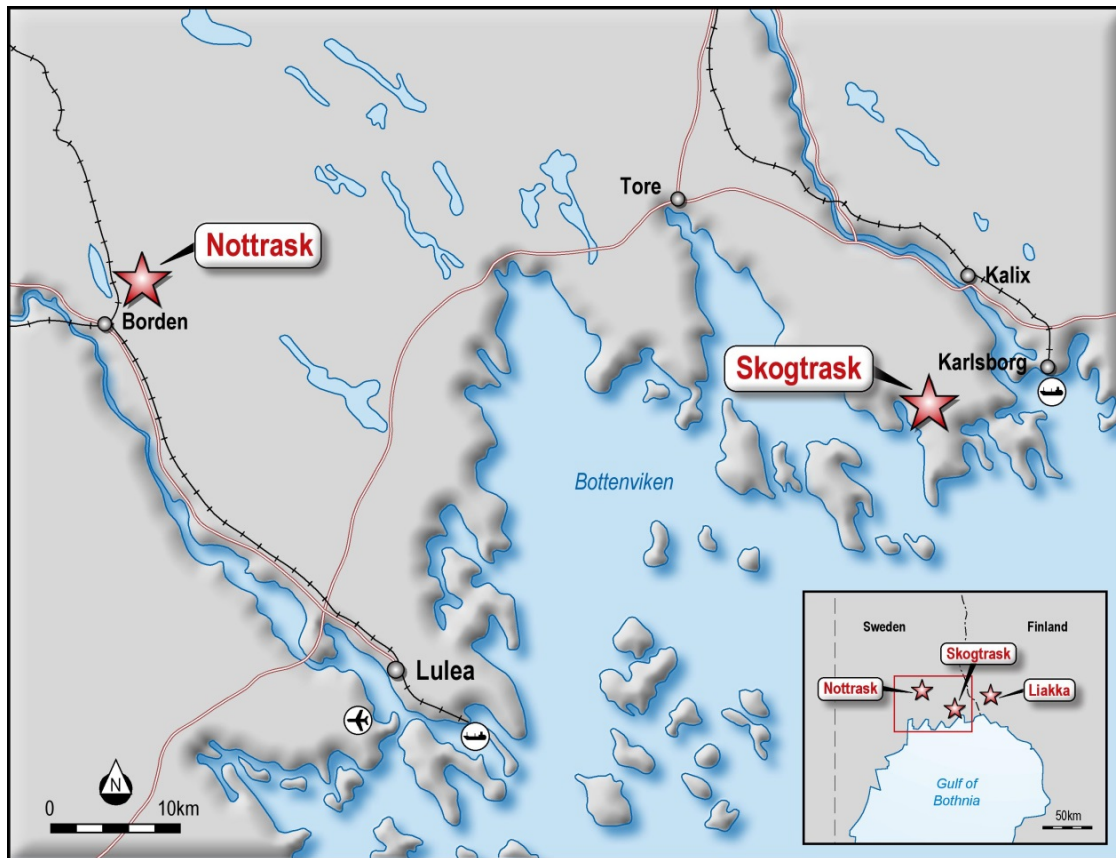 Tore
Nottrask
Kalix
Borden
Skogtrask
Karlsborg
Bottenviken
Lulea
N
0 10km
Sweden Finland
Skogtrask
Nottrask
Liakka
Gulf of
Bothnia
50km